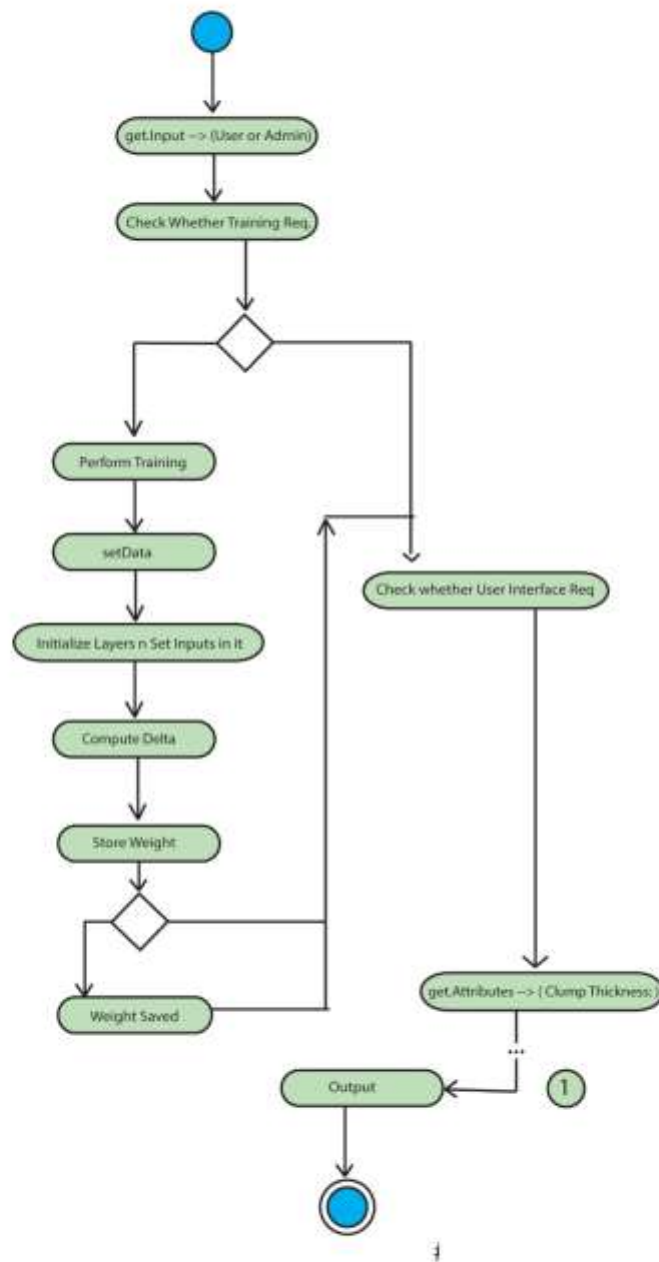 get.Input --> (User or Admin)
Check Whether Training Req.
Perform Training
setData
Initialize Layers n Set Inputs in it
Check whether User Interface Req
Compute Delta
Store Weight
Weight Saved
get.Attributes --> ( Clump Thickness: )
...
Output
1